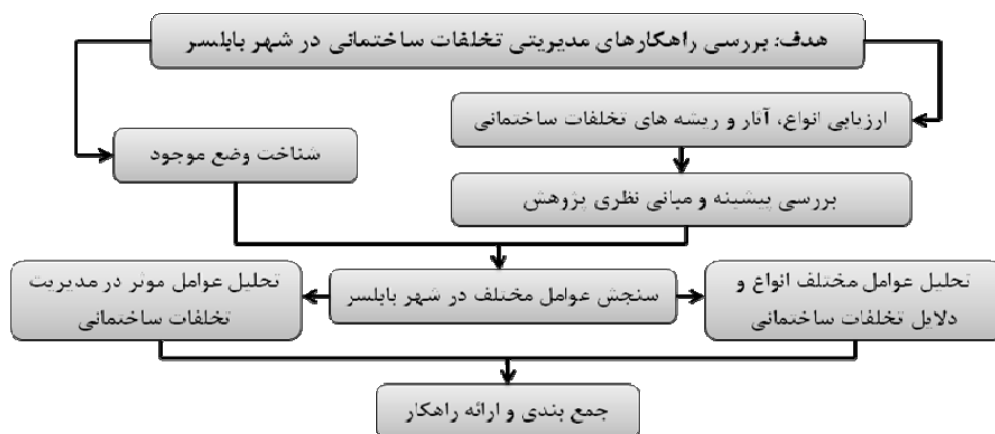 هدف: بررسی راهکارهای مدیریتی تخلفات ساختمانی در شهر بابلسر
ارزیابی انواع، آثار و ریشه های تخلفات ساختمانی
شناخت وضع موجود
بررسی پیشینه و مبانی نظری پژوهش
تحلیل عوامل مختلف انواع و
دلایل تخلفات ساختمانی
سنجش عوامل مختلف در شهر بابلسر
تحلیل عوامل موثر در مدیریت
تخلفات ساختمانی
جمع بندی و ارائه راهکار